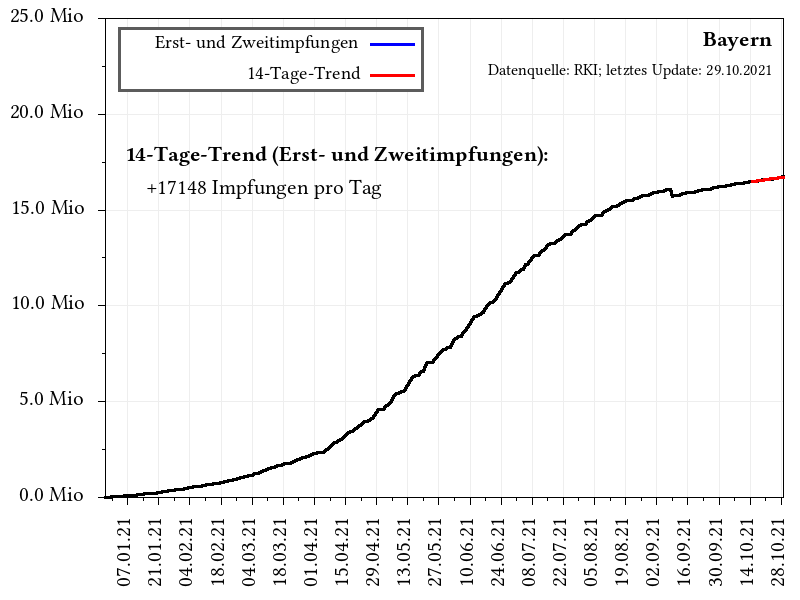 25.0 Mio
20.0 Mio
15.0 Mio
10.0 Mio
5.0 Mio
0.0 Mio
Erst- und Zweitimpfungen
14-Tage-Trend
Bayern
Datenquelle: RKI; letztes Update: 29.10.2021
14-Tage-Trend (Erst- und Zweitimpfungen):
+17148 Impfungen pro Tag
07.01.21
21.01.21
04.02.21
18.02.21
04.03.21
18.03.21
01.04.21
15.04.21
29.04.21
13.05.21
27.05.21
10.06.21
24.06.21
08.07.21
22.07.21
05.08.21
19.08.21
02.09.21
16.09.21
30.09.21
14.10.21
28.10.21